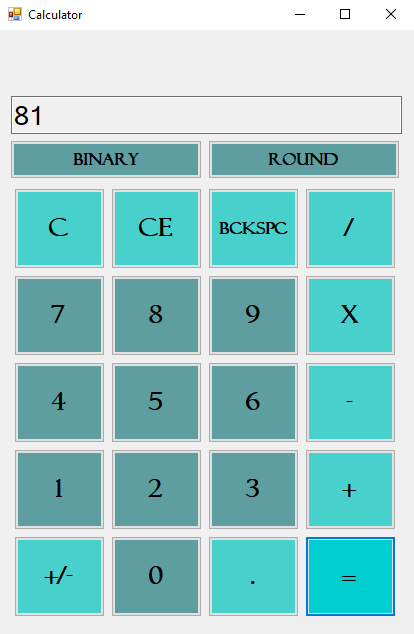 Calculator
81
BINARY ROUND
C CE BCKSPC /
7 8 9 X
4 5 6 -
1 2 3 +
+/- 0 . =